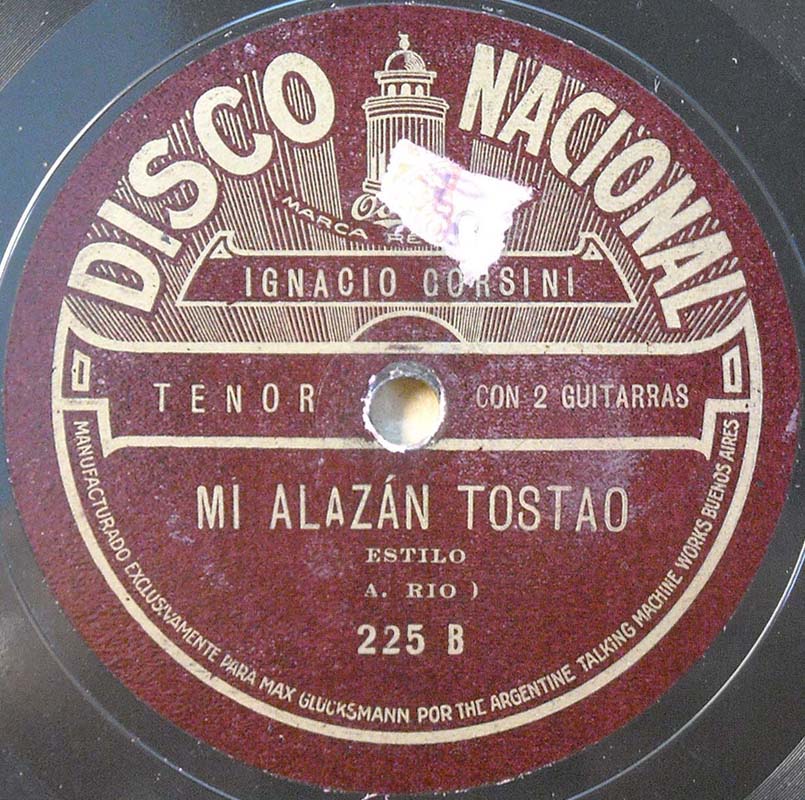 DISCO NACIONAL
MARCA
IGNACIO CORSINI
TENOR CON 2 GUITARRAS
MI ALAZÁN TOSTAO
ESTILO
A. RIO )
225 B
MANUFACTURADO EXCLUSIVAMENTE PARA MAX GLÜCKSMANN POR THE ARGENTINE TALKING MACHINE WORKS BUENOS AIRES